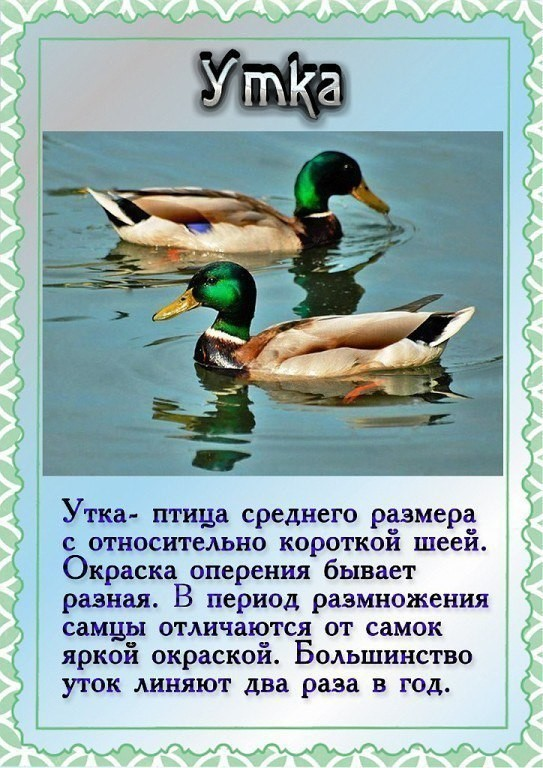 Утка
Утка- птица среднего размера
с относительно короткой шеей.
Окраска оперения бывает
разная. В период размножения
самцы отличаются от самок
яркой окраской. Большинство
уток линяют два раза в год.